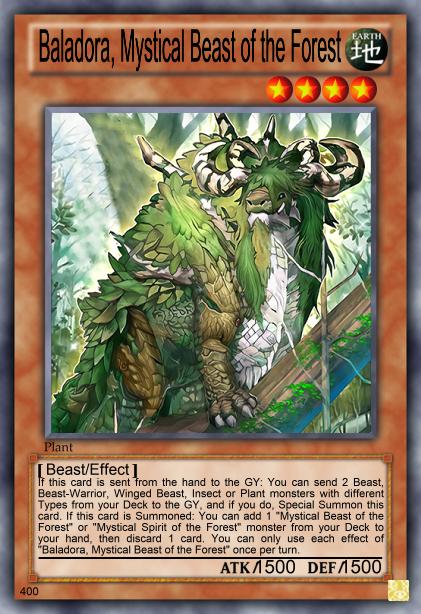 Baladora, Mystical Beast of the Forest
EARTH
地
Plant
[ Beast/Effect ]
If this card is sent from the hand to the GY: You can send 2 Beast,
Beast-Warrior, Winged Beast, Insect or Plant monsters with different
Types from your Deck to the GY, and if you do, Special Summon this
card. If this card is Summoned: You can add 1 "Mystical Beast of the
Forest" or "Mystical Spirit of the Forest" monster from your Deck to
your hand, then discard 1 card. You can only use each effect of
"Baladora, Mystical Beast of the Forest" once per turn.
ATK/1500 DEF/1500
400